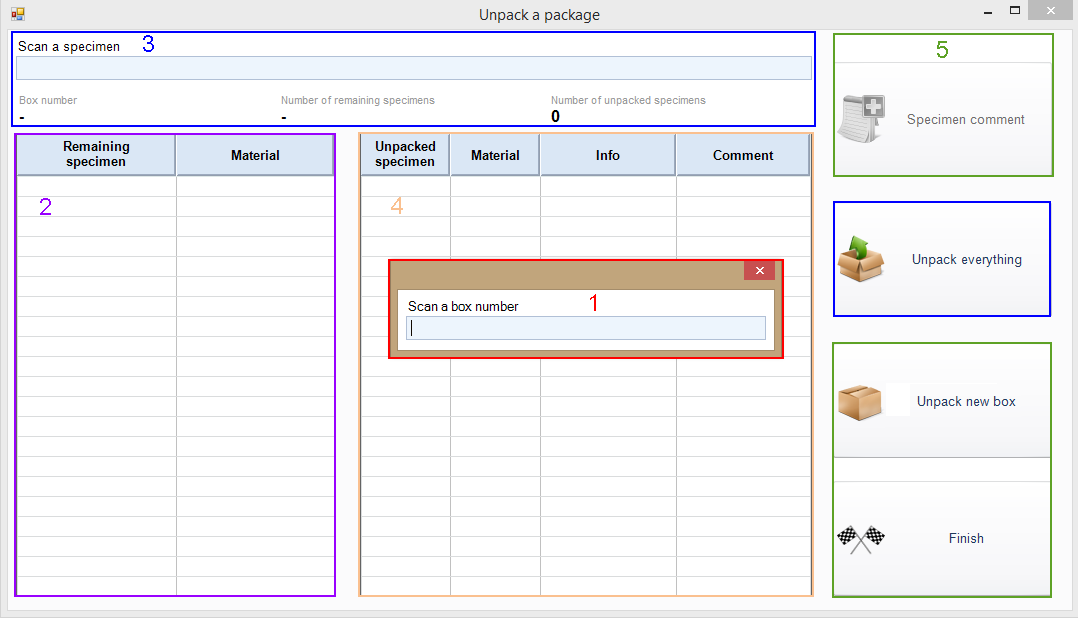 Unpack a package
Scan a specimen 3
Box number
Number of remaining specimens
Number of unpacked specimens
-
-
0
Remaining
specimen
Material
Unpacked
specimen
Material
Info
Comment
2
4
Scan a box number 1
5
Specimen comment
Unpack everything
Unpack new box
Finish